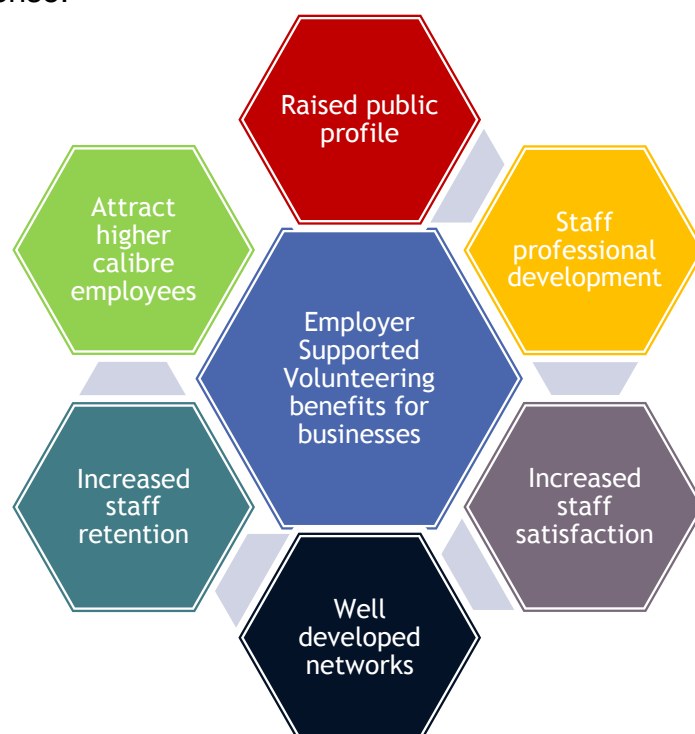 Raised public
profile
Attract
higher
calibre
employees
Staff
professional
development
Employer
Supported
Volunteering
benefits for
businesses
Increased
staff
retention
Increased
staff
satisfaction
Well
developed
networks